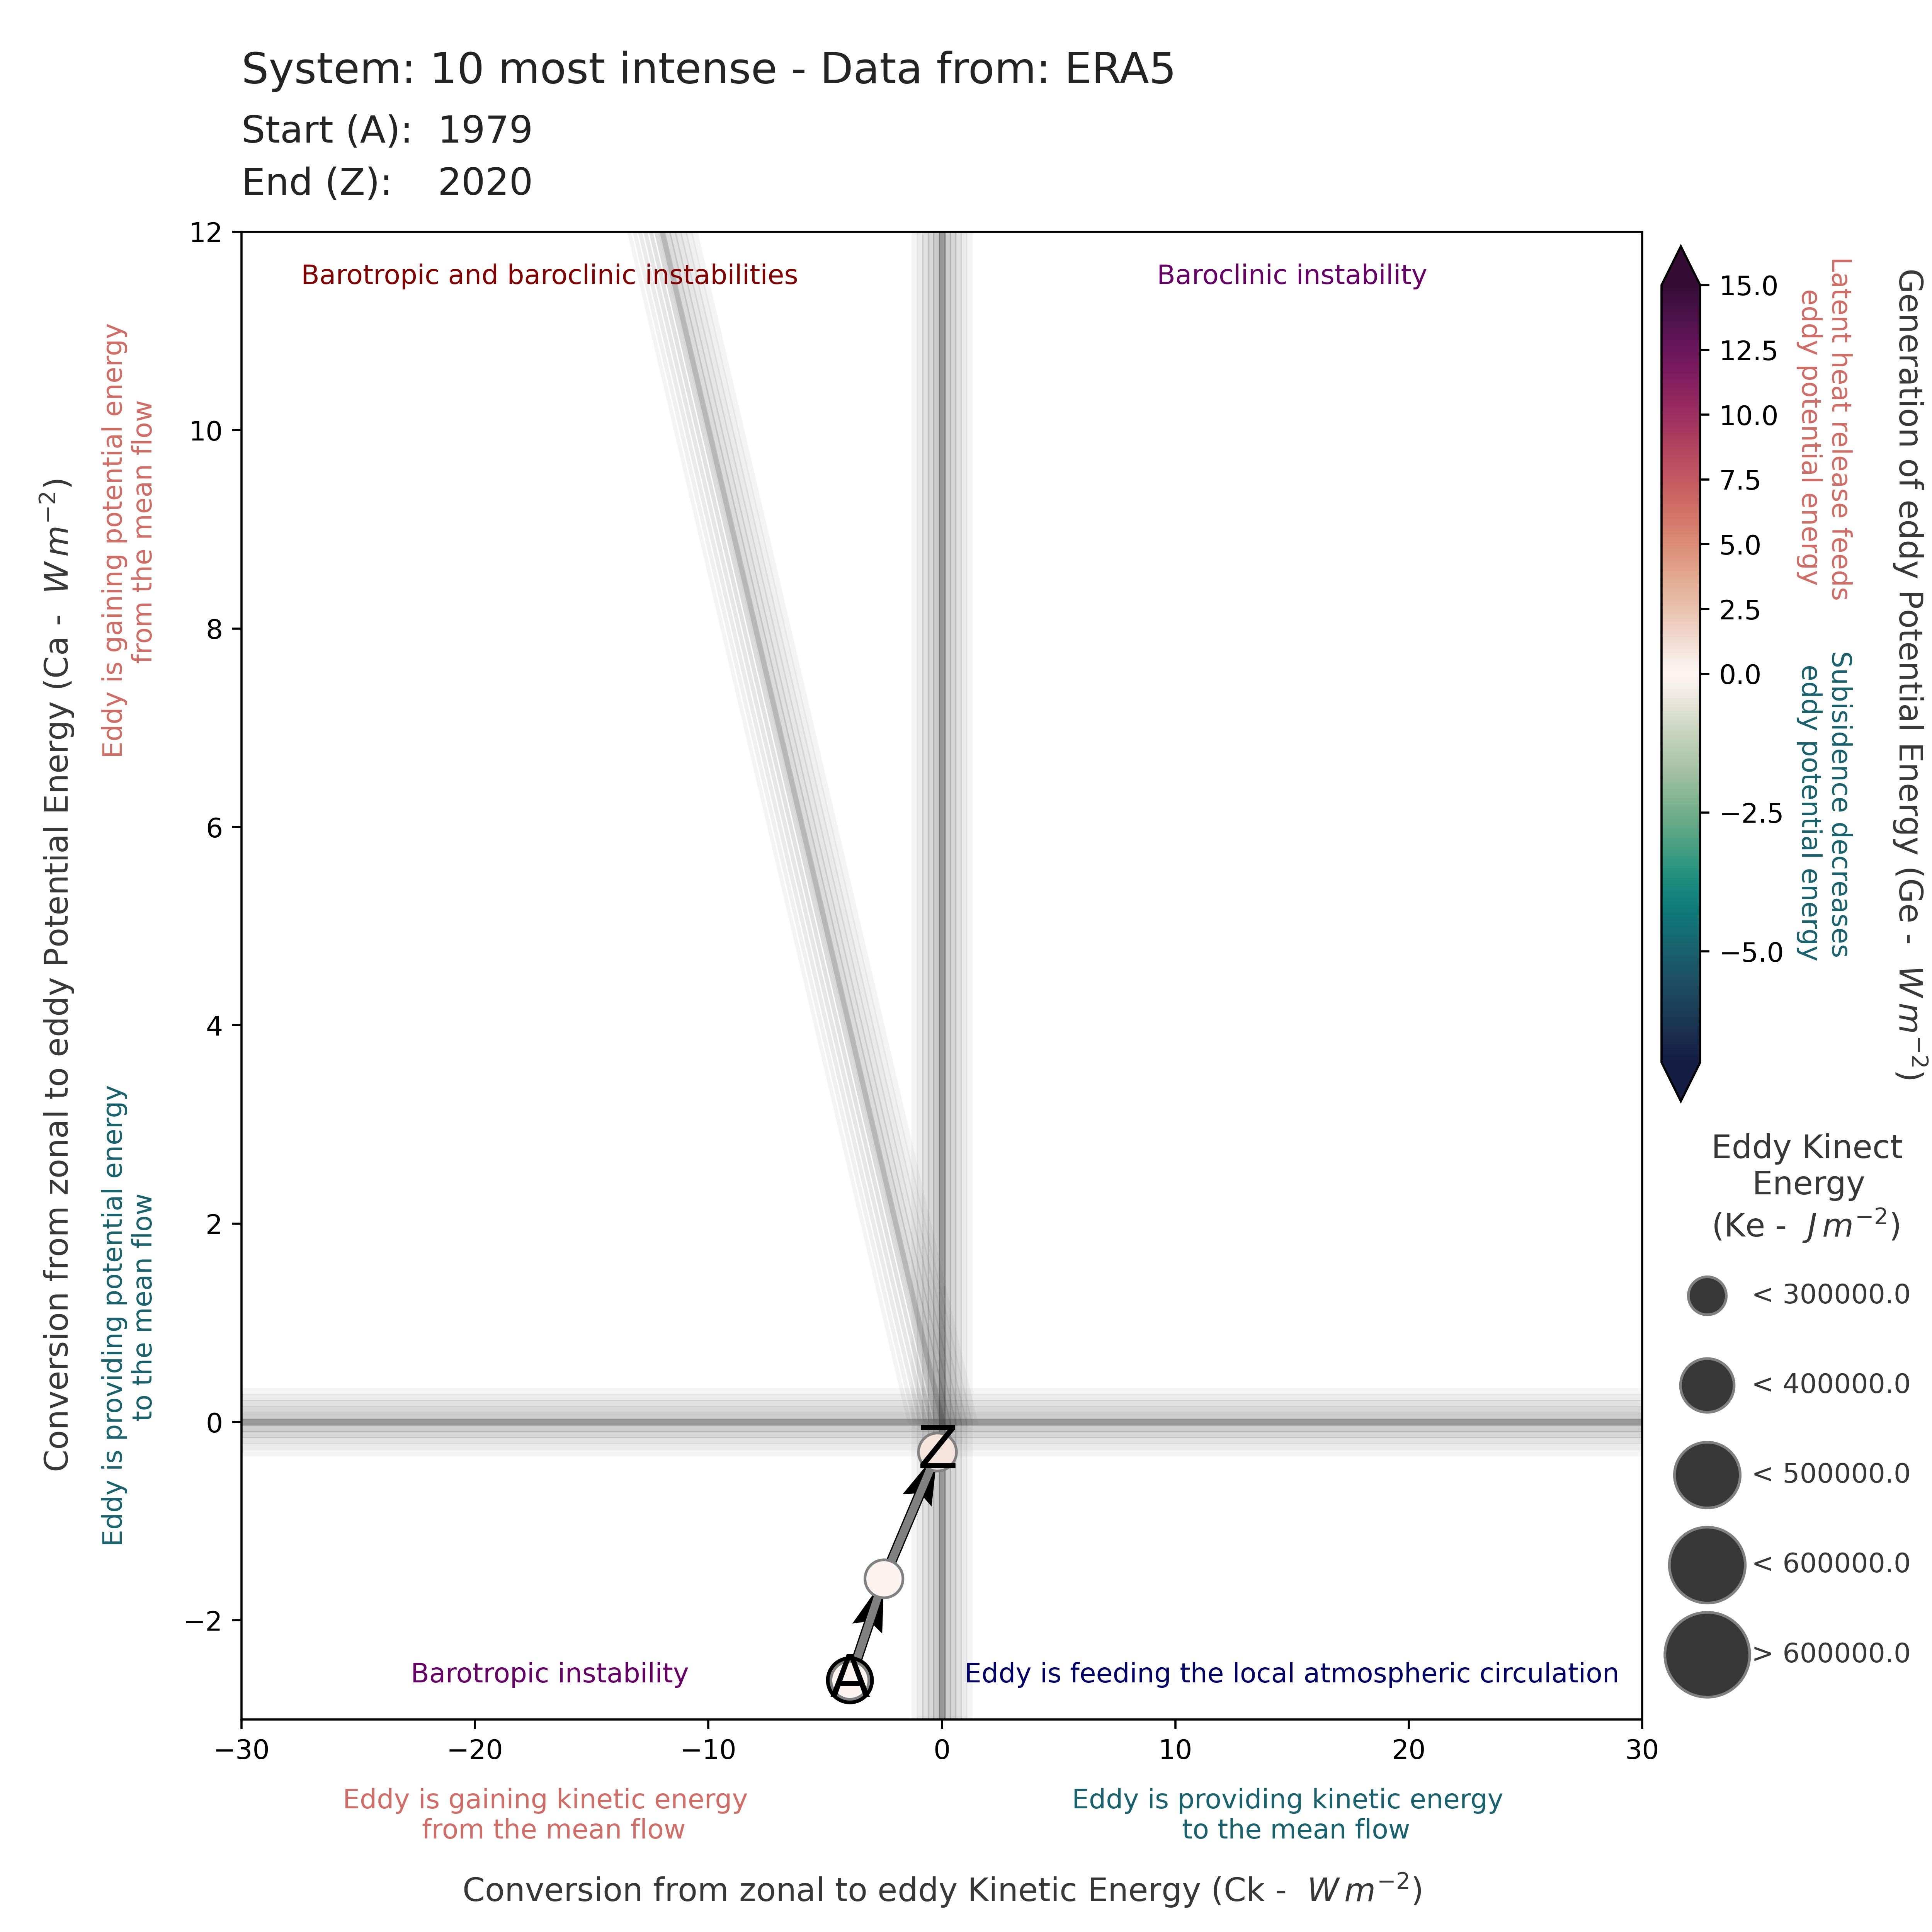 System: 10 most intense - Data from: ERA5
Start (A): 1979
End (Z): 2020
12
10
8
6
4
2
0
−2
−30
−20
−10
0
10
20
30
Barotropic and baroclinic instabilities
Baroclinic instability
Barotropic instability
Eddy is feeding the local atmospheric circulation
Z
A
Conversion from zonal to eddy Potential Energy (Ca - W m⁻²)
Eddy is gaining potential energy
from the mean flow
Eddy is providing potential energy
to the mean flow
Eddy is gaining kinetic energy
from the mean flow
Eddy is providing kinetic energy
to the mean flow
Conversion from zonal to eddy Kinetic Energy (Ck - W m⁻²)
15.0
12.5
10.0
7.5
5.0
2.5
0.0
−2.5
−5.0
Latent heat release feeds
eddy potential energy
Subisidence decreases
eddy potential energy
Generation of eddy Potential Energy (Ge - W m⁻²)
Eddy Kinect
Energy
(Ke - J m⁻²)
< 300000.0
< 400000.0
< 500000.0
< 600000.0
> 600000.0